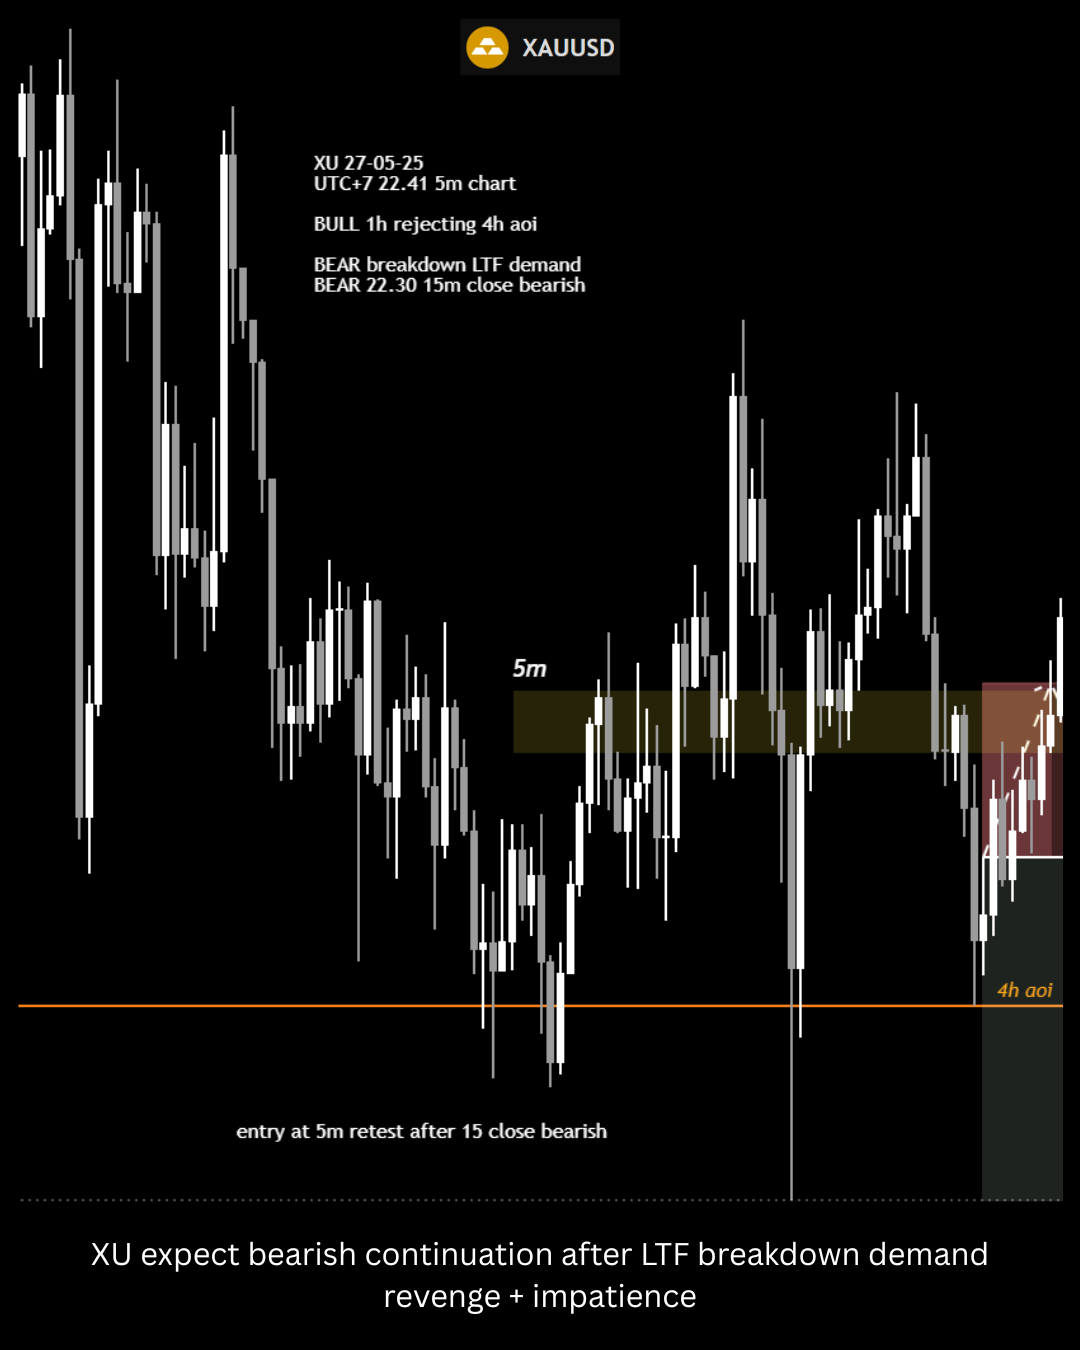 XAUUSD
XU 27-05-25
UTC+7 22.41 5m chart
BULL 1h rejecting 4h aoi
BEAR breakdown LTF demand
BEAR 22.30 15m close bearish
5m
4h aoi
entry at 5m retest after 15 close bearish
XU expect bearish continuation after LTF breakdown demand
revenge + impatience